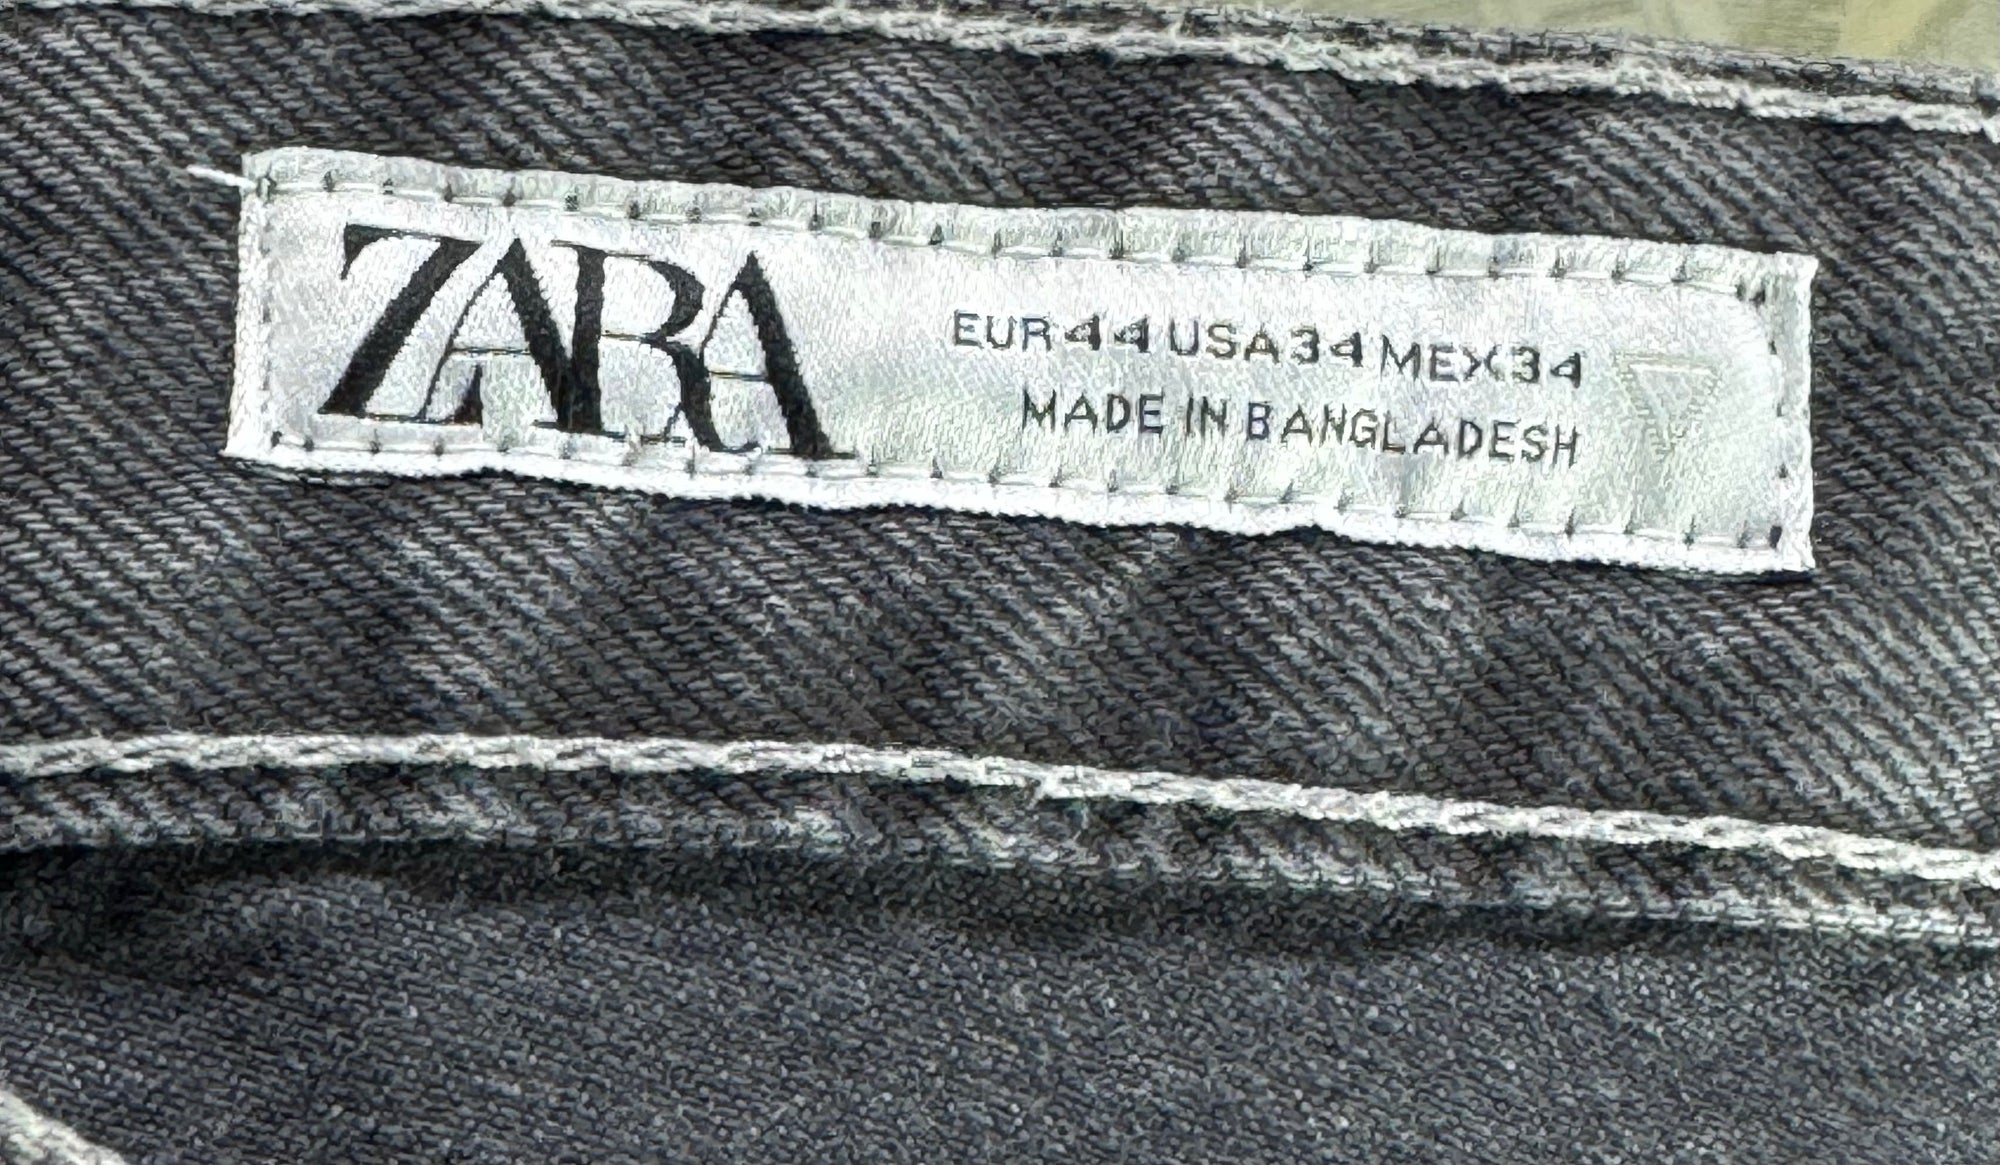 ZARA
EUR 44 USA 34 MEX 34
MADE IN BANGLADESH